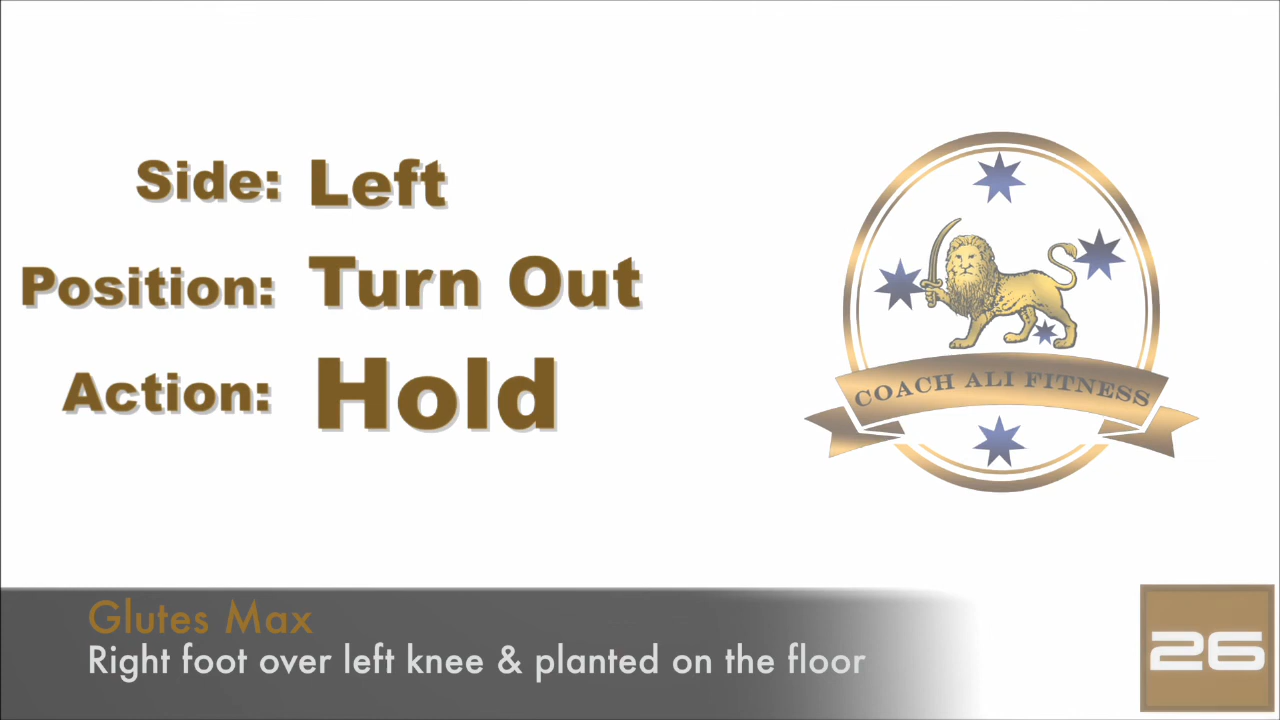 Side: Left
Position: Turn Out
Action: Hold
COACH ALI FITNESS
Glutes Max
Right foot over left knee & planted on the floor
26